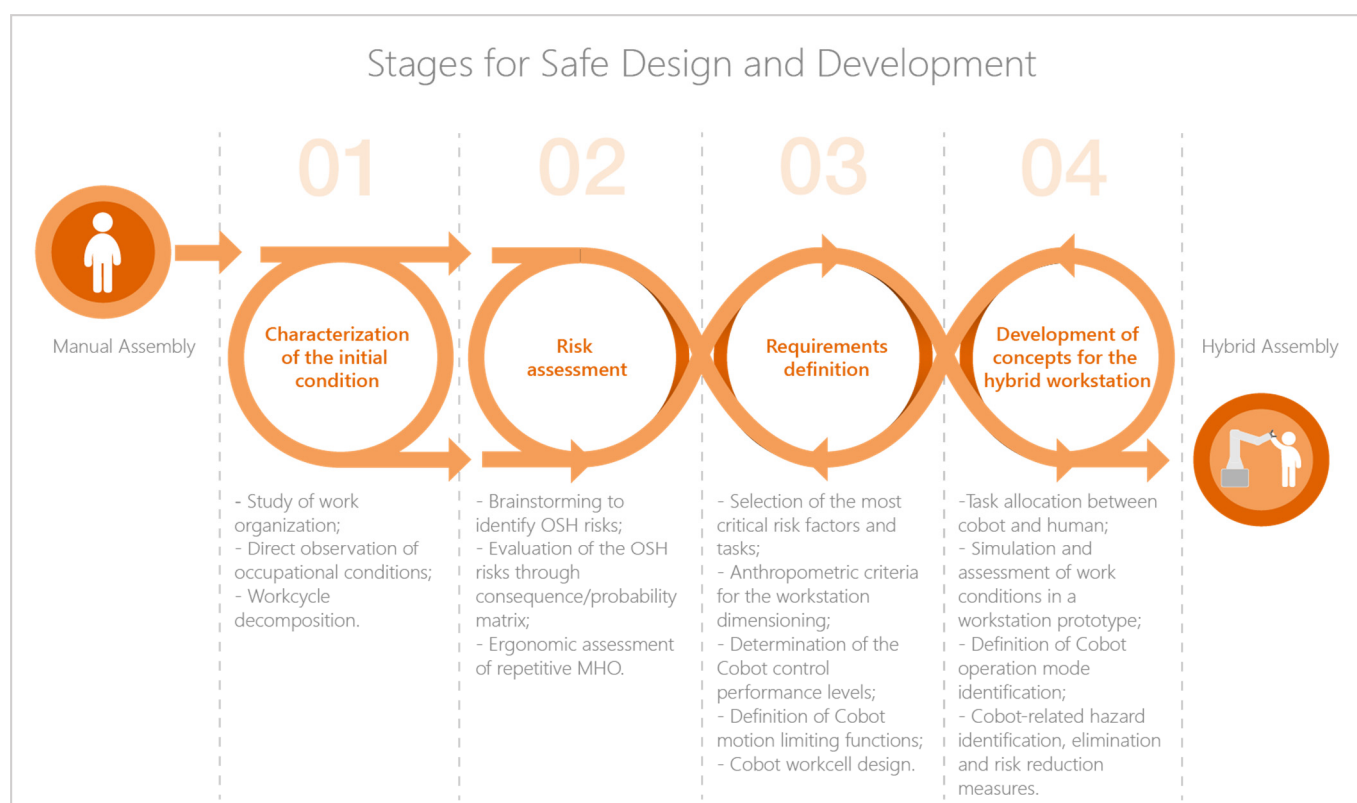 Stages for Safe Design and Development
01
02
03
04
Manual Assembly
Characterization
of the initial
condition
Risk
assessment
Requirements
definition
Development of
concepts for the
hybrid workstation
Hybrid Assembly
- Study of work
organization;
- Direct observation of
occupational conditions;
- Workcycle
decomposition.
- Brainstorming to
identify OSH risks;
- Evaluation of the OSH
risks through
consequence/probability
matrix;
- Ergonomic assessment
of repetitive MHO.
- Selection of the most
critical risk factors and
tasks;
- Anthropometric criteria
for the workstation
dimensioning;
- Determination of the
Cobot control
performance levels;
- Definition of Cobot
motion limiting functions;
- Cobot workcell design.
-Task allocation between
cobot and human;
- Simulation and
assessment of work
conditions in a
workstation prototype;
- Definition of Cobot
operation mode
identification;
- Cobot-related hazard
identification, elimination
and risk reduction
measures.